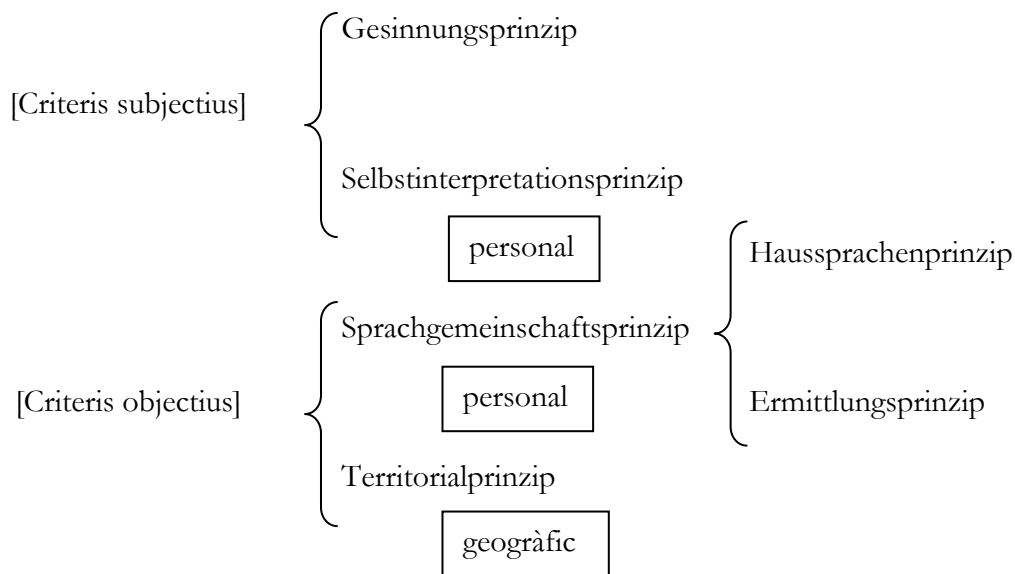 Gesinnungsprinzip
[Criteris subjectius]
Selbstinterpretationsprinzip
personal
Haussprachenprinzip
Sprachgemeinschaftsprinzip
[Criteris objectius]
personal
Ermittlungsprinzip
Territorialprinzip
geogràfic